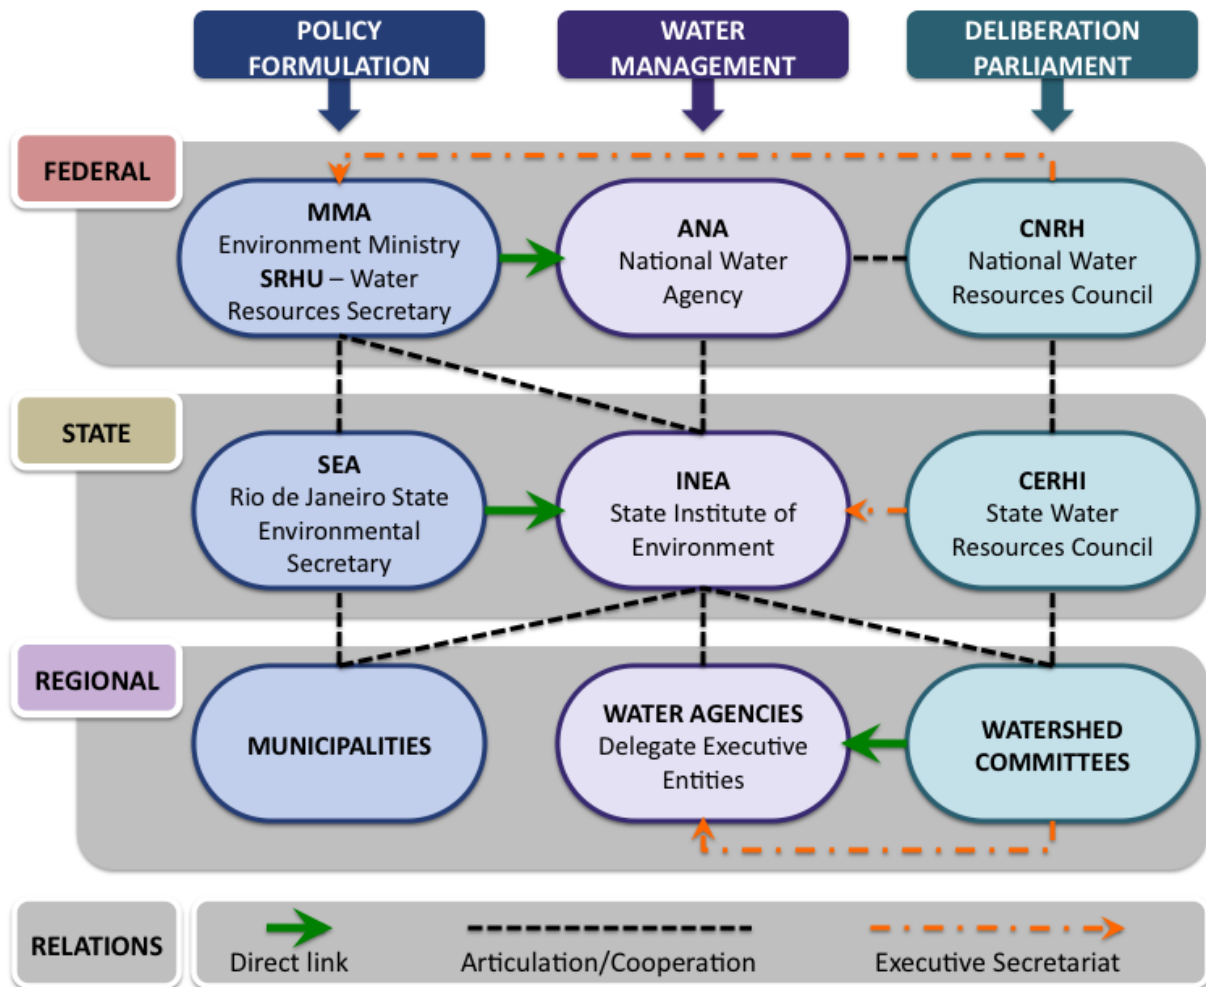 POLICY
FORMULATION
WATER
MANAGEMENT
DELIBERATION
PARLIAMENT
FEDERAL
MMA
Environment Ministry
SRHU – Water
Resources Secretary
ANA
National Water
Agency
CNRH
National Water
Resources Council
STATE
SEA
Rio de Janeiro State
Environmental
Secretary
INEA
State Institute of
Environment
CERHI
State Water
Resources Council
REGIONAL
MUNICIPALITIES
WATER AGENCIES
Delegate Executive
Entities
WATERSHED
COMMITTEES
RELATIONS
Direct link
Articulation/Cooperation
Executive Secretariat